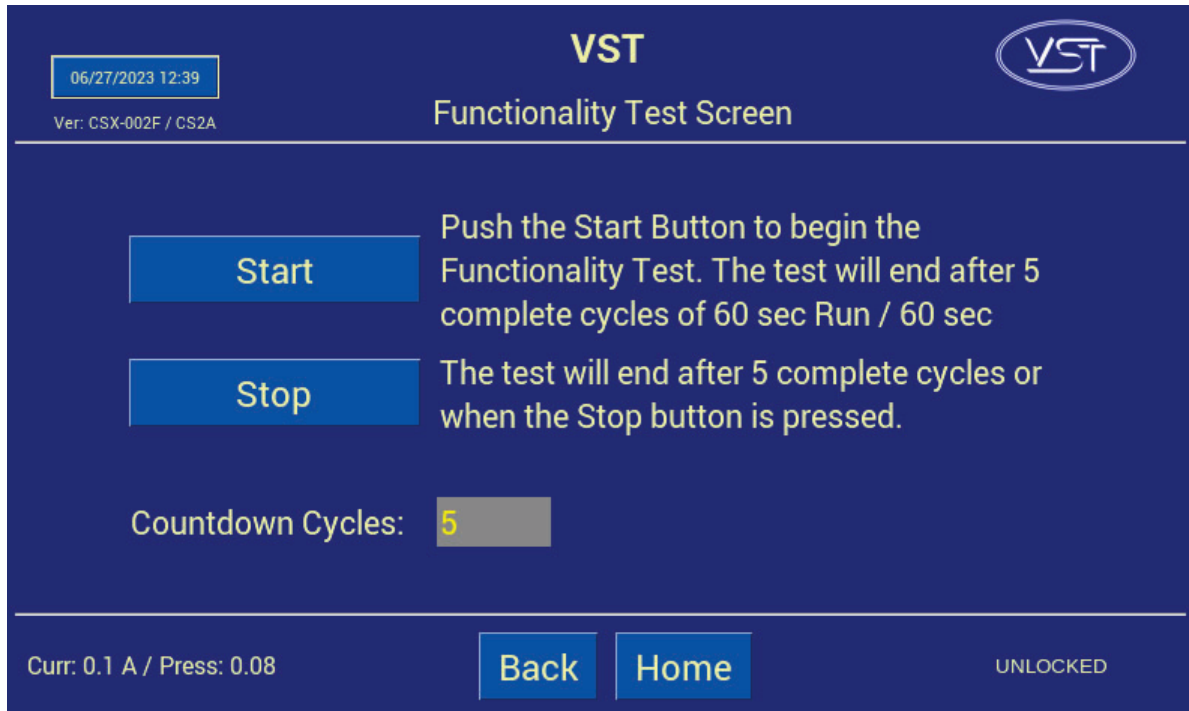 VST
VST
06/27/2023 12:39
Ver: CSX-002F / CS2A
Functionality Test Screen
Start
Push the Start Button to begin the
Functionality Test. The test will end after 5
complete cycles of 60 sec Run / 60 sec
Stop
The test will end after 5 complete cycles or
when the Stop button is pressed.
Countdown Cycles: 5
Curr: 0.1 A / Press: 0.08
Back
Home
UNLOCKED